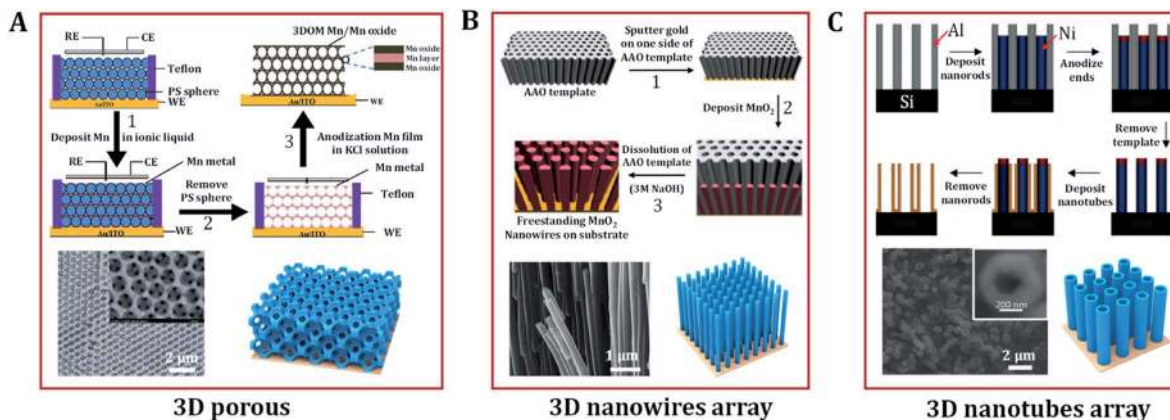 A
RE
CE
Teflon
PS sphere
Au/ITO
WE
1
Deposit Mn in ionic liquid
RE
CE
Mn metal
Au/ITO
WE
Remove
PS sphere
2
3DOM Mn/Mn oxide
Mn oxide
Mn layer
Mn oxide
Au/ITO
WE
3
Anodization Mn film
in KCl solution
Mn metal
Teflon
Au/ITO
WE
2 μm
3D porous
B
AAO template
Sputter gold
on one side of
AAO template
1
Deposit MnO₂
2
Dissolution of
AAO template
(3M NaOH)
3
Freestanding MnO₂
Nanowires on substrate
1 μm
3D nanowires array
C
Al
Si
Deposit
nanorods
Ni
Anodize
ends
Remove
template
Deposit
nanotubes
Remove
nanorods
200 nm
2 μm
3D nanotubes array